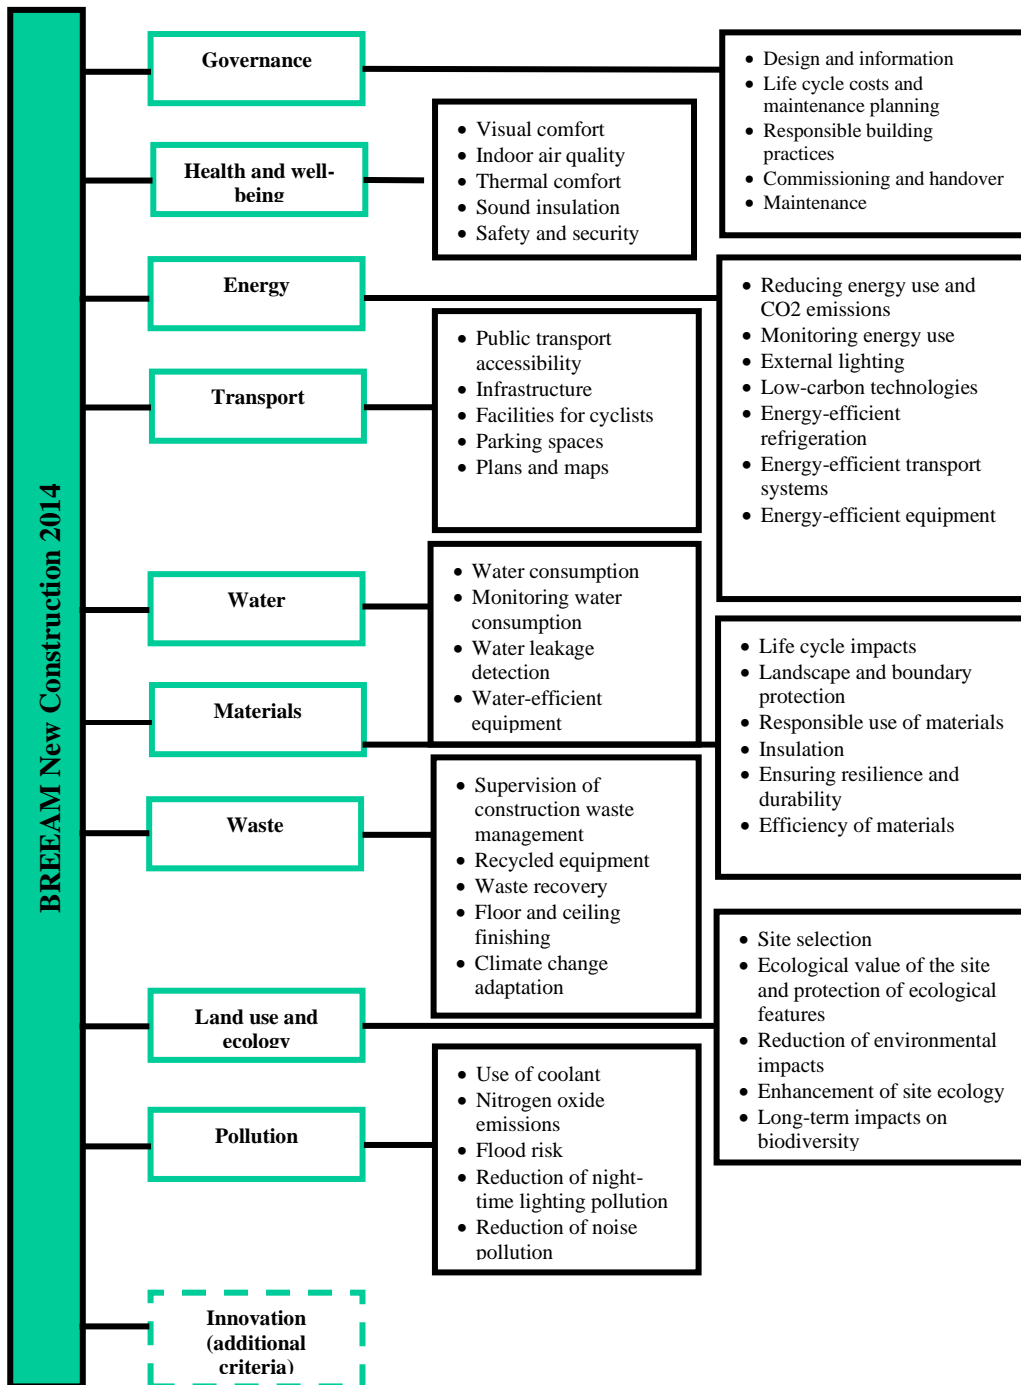 BREEAM New Construction 2014
Governance
• Design and information
• Life cycle costs and
maintenance planning
• Responsible building
practices
• Commissioning and handover
• Maintenance
Health and well-
being
• Visual comfort
• Indoor air quality
• Thermal comfort
• Sound insulation
• Safety and security
Energy
• Reducing energy use and
CO2 emissions
• Monitoring energy use
• External lighting
• Low-carbon technologies
• Energy-efficient
refrigeration
• Energy-efficient transport
systems
• Energy-efficient equipment
Transport
• Public transport
accessibility
• Infrastructure
• Facilities for cyclists
• Parking spaces
• Plans and maps
Water
• Water consumption
• Monitoring water
consumption
• Water leakage
detection
• Water-efficient
equipment
Materials
• Life cycle impacts
• Landscape and boundary
protection
• Responsible use of materials
• Insulation
• Ensuring resilience and
durability
• Efficiency of materials
Waste
• Supervision of
construction waste
management
• Recycled equipment
• Waste recovery
• Floor and ceiling
finishing
• Climate change
adaptation
Land use and
ecology
• Site selection
• Ecological value of the site
and protection of ecological
features
• Reduction of environmental
impacts
• Enhancement of site ecology
• Long-term impacts on
biodiversity
Pollution
• Use of coolant
• Nitrogen oxide
emissions
• Flood risk
• Reduction of night-
time lighting pollution
• Reduction of noise
pollution
Innovation
(additional
criteria)